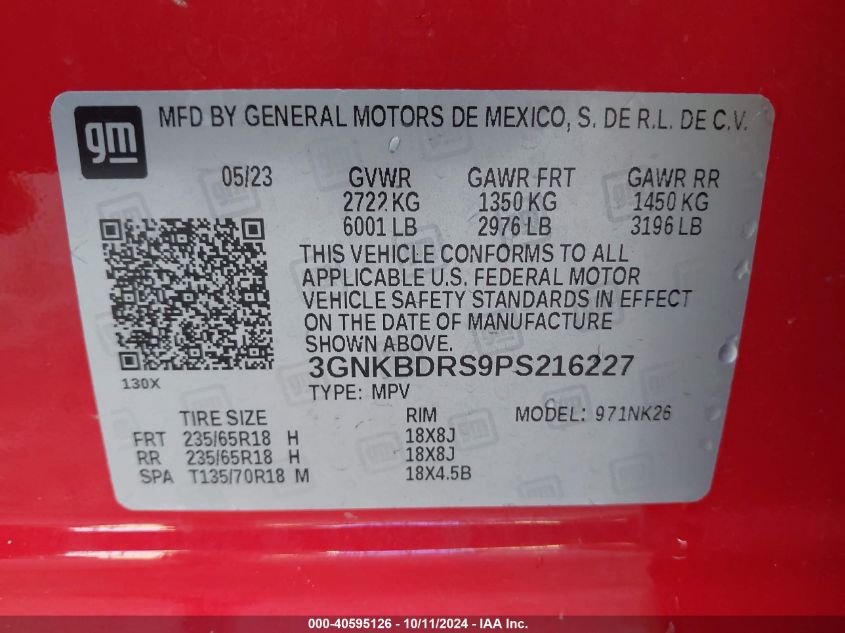 gm MFD BY GENERAL MOTORS DE MEXICO, S. DE R.L. DE C.V.
05/23 GVWR GAWR FRT GAWR RR
2722 KG 1350 KG 1450 KG
6001 LB 2976 LB 3196 LB
THIS VEHICLE CONFORMS TO ALL
APPLICABLE U.S. FEDERAL MOTOR
VEHICLE SAFETY STANDARDS IN EFFECT
ON THE DATE OF MANUFACTURE
SHOWN ABOVE.
3GNKBDRS9PS216227
130X TYPE: MPV
TIRE SIZE RIM MODEL: 971NK26
FRT 235/65R18 H 18X8J
RR 235/65R18 H 18X8J
SPA T135/70R18 M 18X4.5B
000-40595126 - 10/11/2024 - IAA Inc.